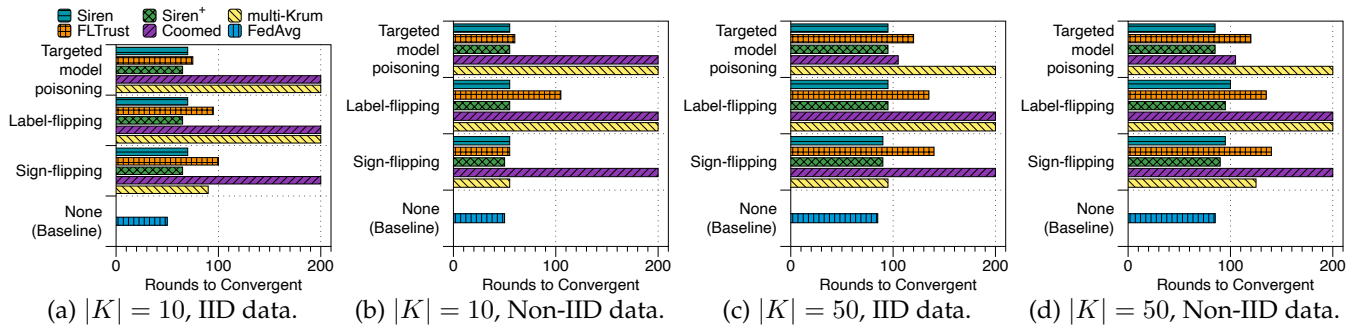 Siren Siren+ multi-Krum
FLTrust Coomed FedAvg
Targeted
model
poisoning
Label-flipping
Sign-flipping
None
(Baseline)
0 100 200
Rounds to Convergent
(a) |K| = 10, IID data.
Targeted
model
poisoning
Label-flipping
Sign-flipping
None
(Baseline)
0 100 200
Rounds to Convergent
(b) |K| = 10, Non-IID data.
Targeted
model
poisoning
Label-flipping
Sign-flipping
None
(Baseline)
0 100 200
Rounds to Convergent
(c) |K| = 50, IID data.
Targeted
model
poisoning
Label-flipping
Sign-flipping
None
(Baseline)
0 100 200
Rounds to Convergent
(d) |K| = 50, Non-IID data.